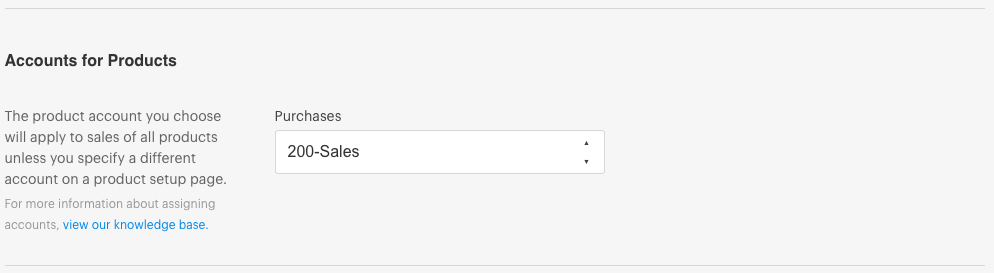 Accounts for Products
The product account you choose
will apply to sales of all products
unless you specify a different
account on a product setup page.
For more information about assigning
accounts, view our knowledge base.
Purchases
200-Sales